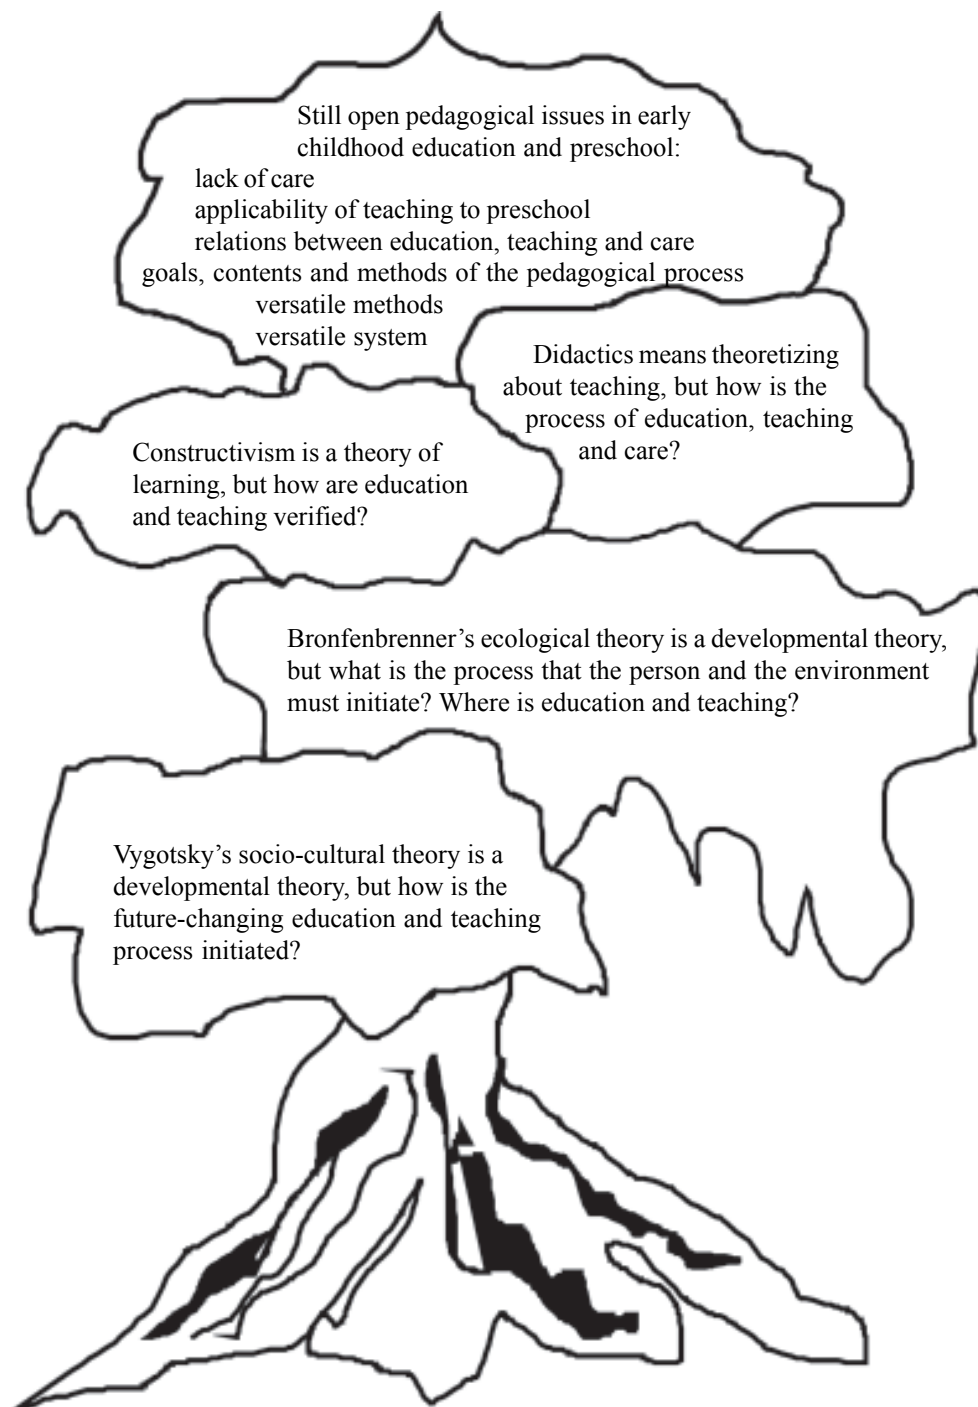 Still open pedagogical issues in early
childhood education and preschool:
lack of care
applicability of teaching to preschool
relations between education, teaching and care
goals, contents and methods of the pedagogical process
versatile methods
versatile system
Didactics means theoretizing
about teaching, but how is the
process of education, teaching
and care?
Constructivism is a theory of
learning, but how are education
and teaching verified?
Bronfenbrenner’s ecological theory is a developmental theory,
but what is the process that the person and the environment
must initiate? Where is education and teaching?
Vygotsky’s socio-cultural theory is a
developmental theory, but how is the
future-changing education and teaching
process initiated?